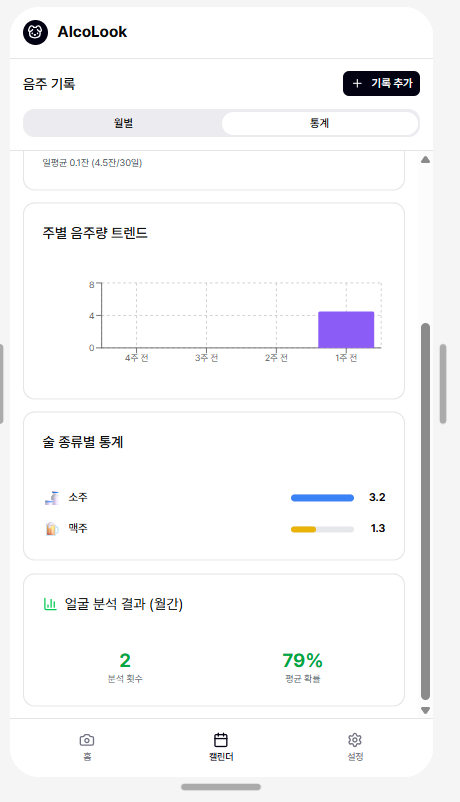 AlcoLook
음주 기록
+ 기록 추가
월별
통계
일평균 0.1잔 (4.5잔/30일)
주별 음주량 트렌드
8
4
0
4주 전
3주 전
2주 전
1주 전
술 종류별 통계
소주
3.2
맥주
1.3
얼굴 분석 결과 (월간)
2
79%
분석 횟수
평균 확률
홈
캘린더
설정